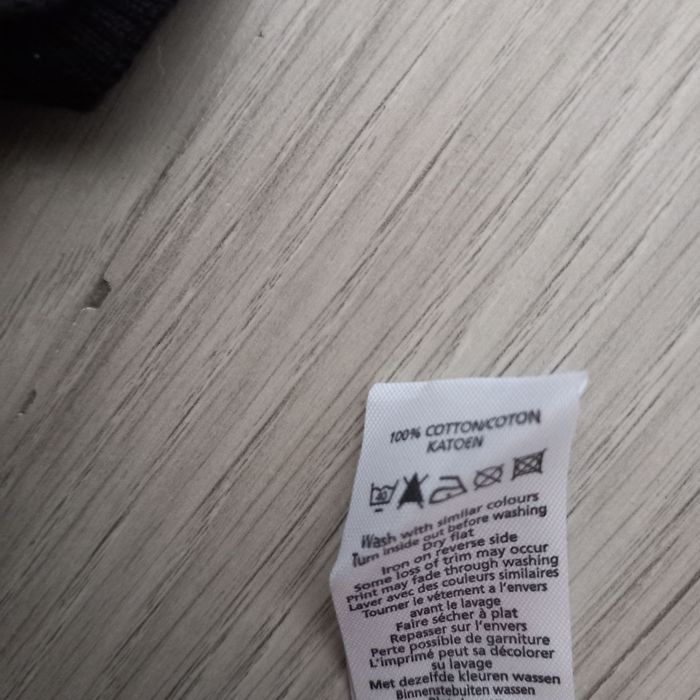 100% COTTON/COTON
KATOEN
40
Wash with similar colours
Turn inside out before washing
Dry flat
Iron on reverse side
Some loss of trim may occur
Print may fade through washing
Laver avec des couleurs similaires
Tourner le vétement a l'envers
avant le lavage
Faire sécher à plat
Repasser sur l'envers
Perte possible de garniture
L'imprimé peut sa décolorer
su lavage
Met dezelfde kleuren wassen
Binnenstebuiten wassen